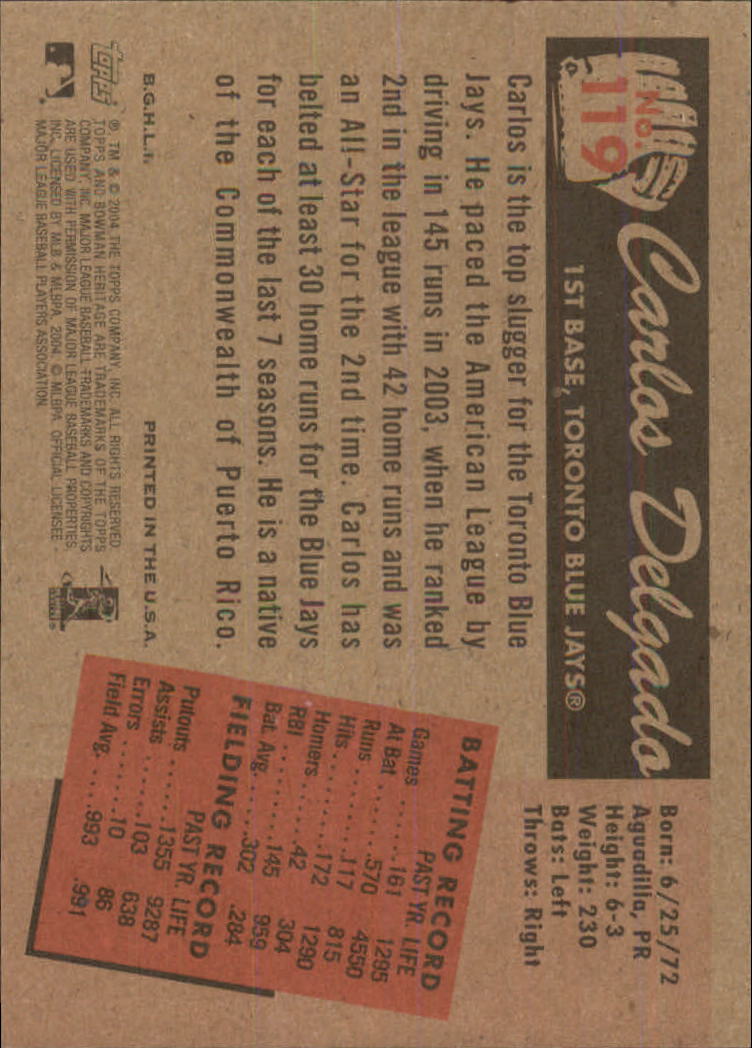 No.
119
Carlos Delgado
1ST BASE, TORONTO BLUE JAYS®
Born: 6/25/72
Aguadilla, PR
Height: 6-3
Weight: 230
Bats: Left
Throws: Right
Carlos is the top slugger for the Toronto Blue
Jays. He paced the American League by
driving in 145 runs in 2003, when he ranked
2nd in the league with 42 home runs and was
an All-Star for the 2nd time. Carlos has
belted at least 30 home runs for the Blue Jays
for each of the last 7 seasons. He is a native
of the Commonwealth of Puerto Rico.
BATTING RECORD
PAST YR. LIFE
Games ......161 1295
At Bat .......570 4550
Runs ........117 815
Hits..........172 1290
Homers ......42 304
RBI ........145 959
Bat. Avg.....302 .284
FIELDING RECORD
PAST YR. LIFE
Putouts .....1355 9287
Assists ......103 638
Errors .......10 86
Field Avg. ....993 .991
B.G.H.L.T. PRINTED IN THE U.S.A.
Topps
® TM & © 2004 THE TOPPS COMPANY, INC. ALL RIGHTS RESERVED
TOPPS AND BOWMAN HERITAGE ARE TRADEMARKS OF THE TOPPS
COMPANY, INC. MAJOR LEAGUE BASEBALL TRADEMARKS AND COPYRIGHTS
ARE USED WITH PERMISSION OF MAJOR LEAGUE BASEBALL PROPERTIES,
INC. LICENSED BY MLB & MLBPA, 2004. © MLBPA. OFFICIAL LICENSEE -
MAJOR LEAGUE BASEBALL PLAYERS ASSOCIATION.